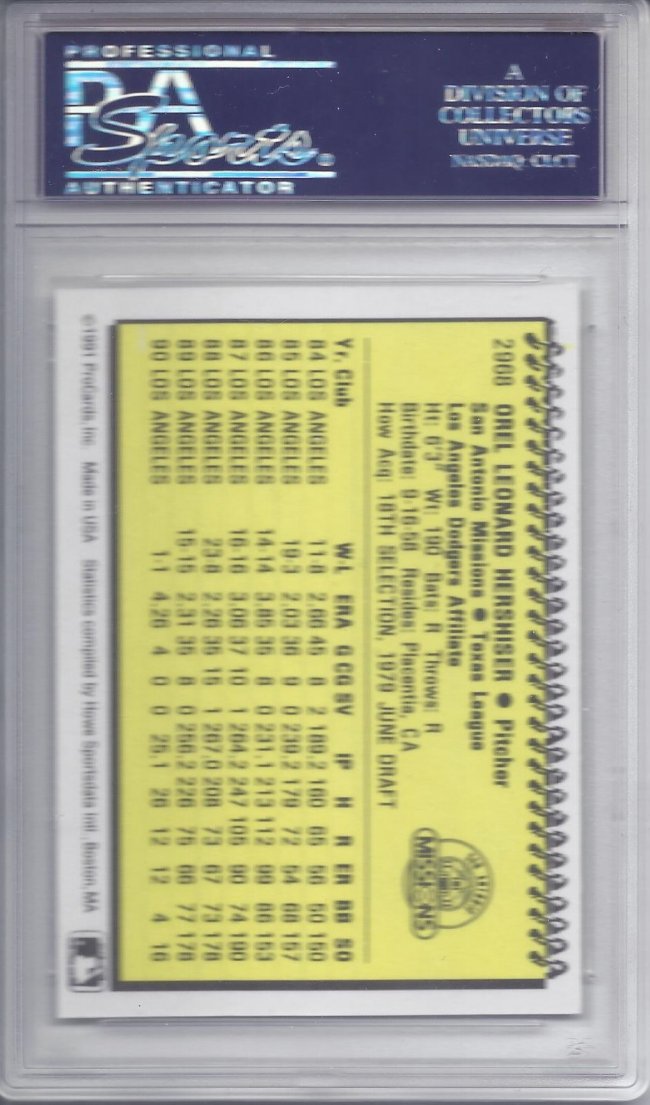 PROFESSIONAL
PSA
Sports®
AUTHENTICATOR
A
DIVISION OF
COLLECTORS
UNIVERSE
NASDAQ: CLCT
2968 OREL LEONARD HERSHISER ● Pitcher
San Antonio Missions ● Texas League
Los Angeles Dodgers Affiliate
Ht: 6'3" Wt: 190 Bats: R Throws: R
Birthdate: 9-16-58 Resides: Placentia, CA
How Acq: 16TH SELECTION, 1979 JUNE DRAFT
MISSIONS
Yr. Club W-L ERA G CG SV IP H R ER BB SO
84 LOS ANGELES 11-8 2.66 45 8 2 189.2 160 65 56 50 150
85 LOS ANGELES 19-3 2.03 36 9 0 239.2 179 72 54 68 157
86 LOS ANGELES 14-14 3.85 35 8 0 231.1 213 112 99 86 153
87 LOS ANGELES 16-16 3.06 37 10 1 264.2 247 105 90 74 190
88 LOS ANGELES 23-8 2.26 35 15 1 267.0 208 73 67 73 178
89 LOS ANGELES 15-15 2.31 35 8 0 256.2 226 75 66 77 178
90 LOS ANGELES 1-1 4.26 4 0 0 25.1 26 12 12 4 16
©1991 ProCards, Inc. Made in USA Statistics compiled by Howe Sportsdata Intl., Boston, MA